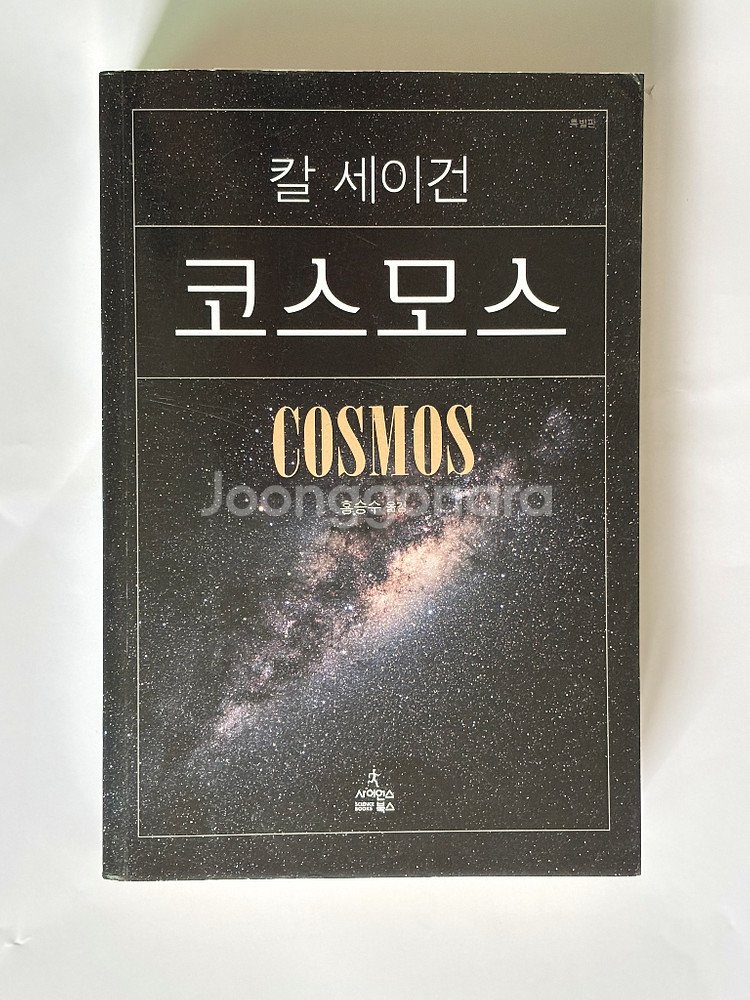 특별판
칼 세이건
코스모스
COSMOS
Joonggonara
홍승수 옮김
사이언스
SCIENCE
BOOKS
북스